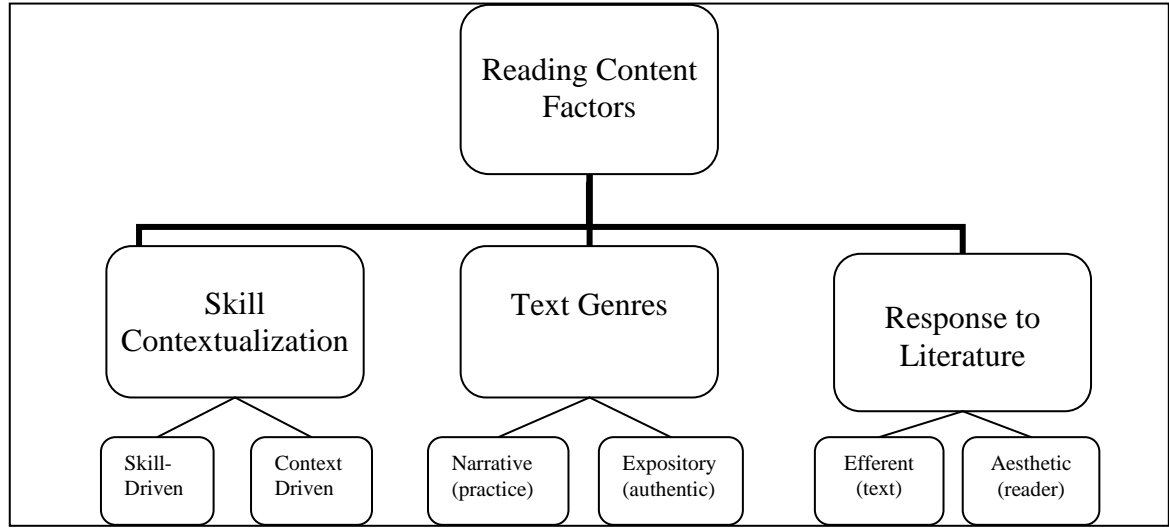 Reading Content
Factors
Skill
Contextualization
Text Genres
Response to
Literature
Skill-
Driven
Context
Driven
Narrative
(practice)
Expository
(authentic)
Efferent
(text)
Aesthetic
(reader)